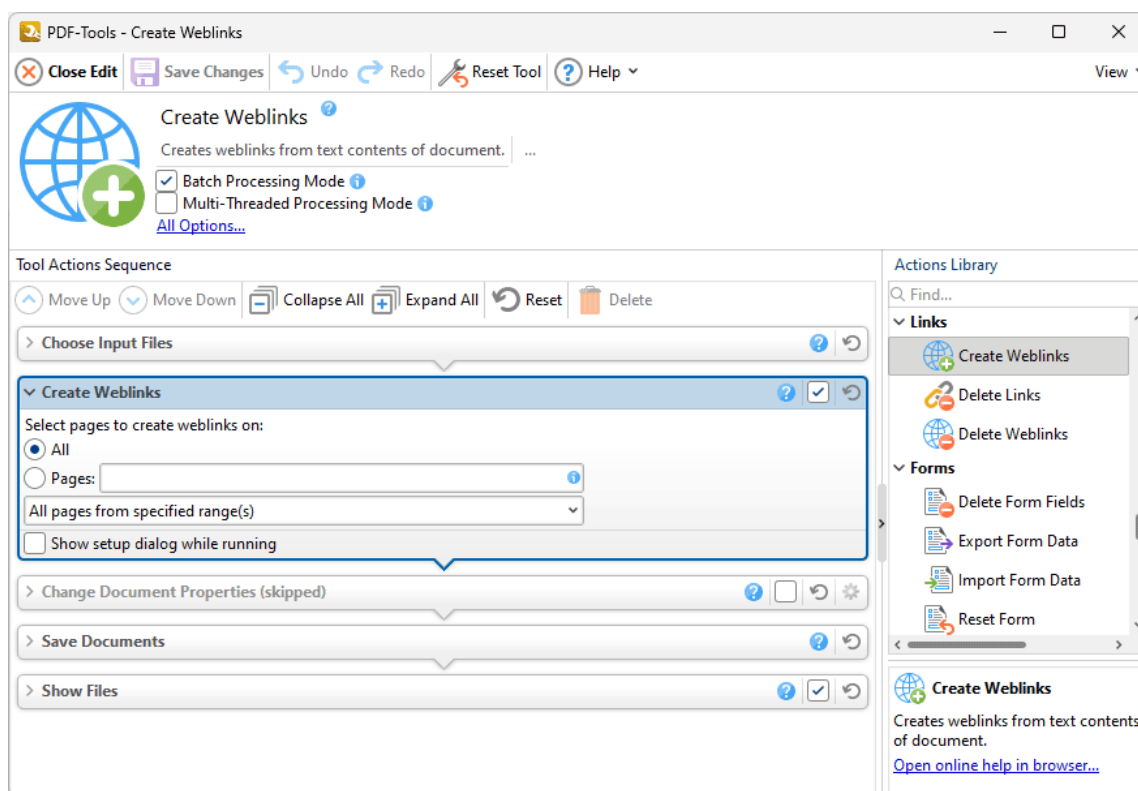 PDF-Tools - Create Weblinks
Close Edit Save Changes Undo Redo Reset Tool ? Help View
Create Weblinks ?
Creates weblinks from text contents of document. ...
Batch Processing Mode i
Multi-Threaded Processing Mode i
All Options...
Tool Actions Sequence
Move Up Move Down Collapse All Expand All Reset Delete
Choose Input Files ?
Create Weblinks ?
Select pages to create weblinks on:
All
Pages: i
All pages from specified range(s)
Show setup dialog while running
Change Document Properties (skipped) ?
Save Documents ?
Show Files ?
Actions Library
Find...
Links
Create Weblinks
Delete Links
Delete Weblinks
Forms
Delete Form Fields
Export Form Data
Import Form Data
Reset Form
Create Weblinks
Creates weblinks from text contents
of document.
Open online help in browser...